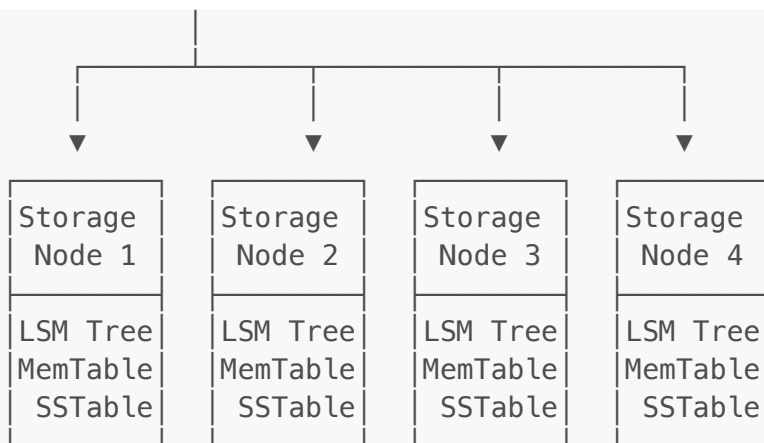 Storage Storage Storage Storage
Node 1 Node 2 Node 3 Node 4
LSM Tree LSM Tree LSM Tree LSM Tree
MemTable MemTable MemTable MemTable
SSTable SSTable SSTable SSTable